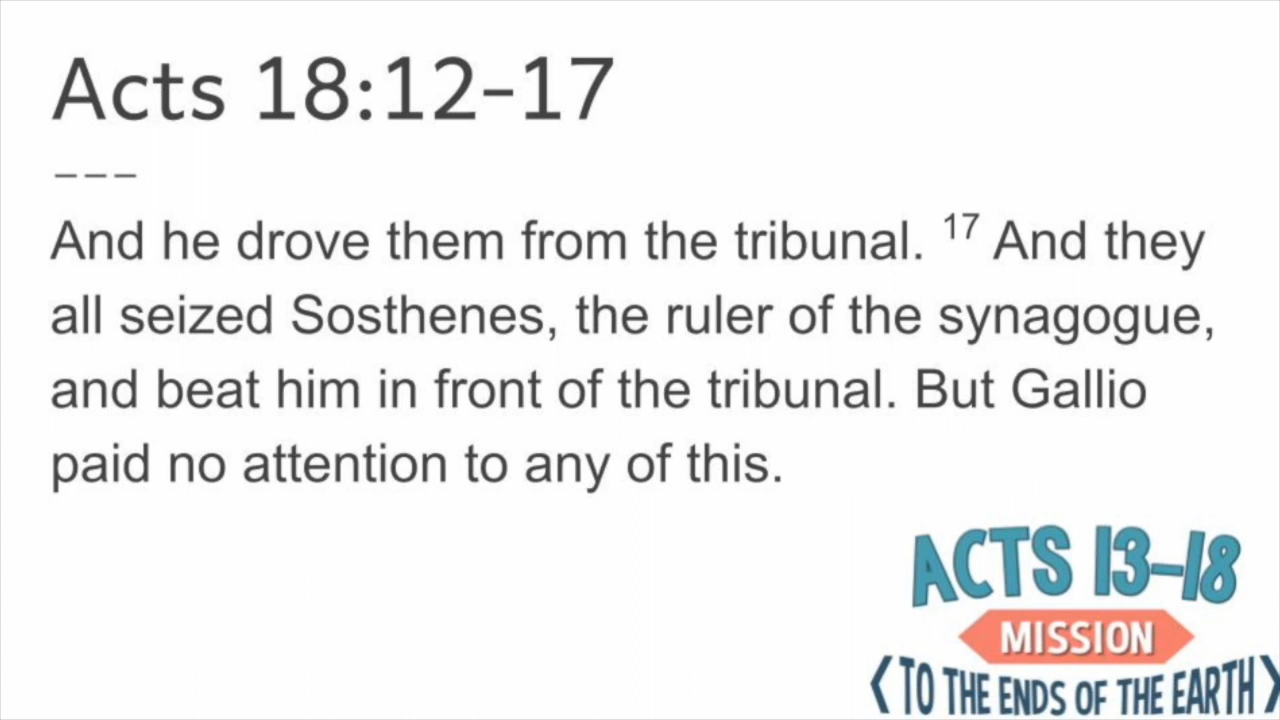 Acts 18:12-17
---
And he drove them from the tribunal. 17 And they
all seized Sosthenes, the ruler of the synagogue,
and beat him in front of the tribunal. But Gallio
paid no attention to any of this.
ACTS 13-18
MISSION
TO THE ENDS OF THE EARTH